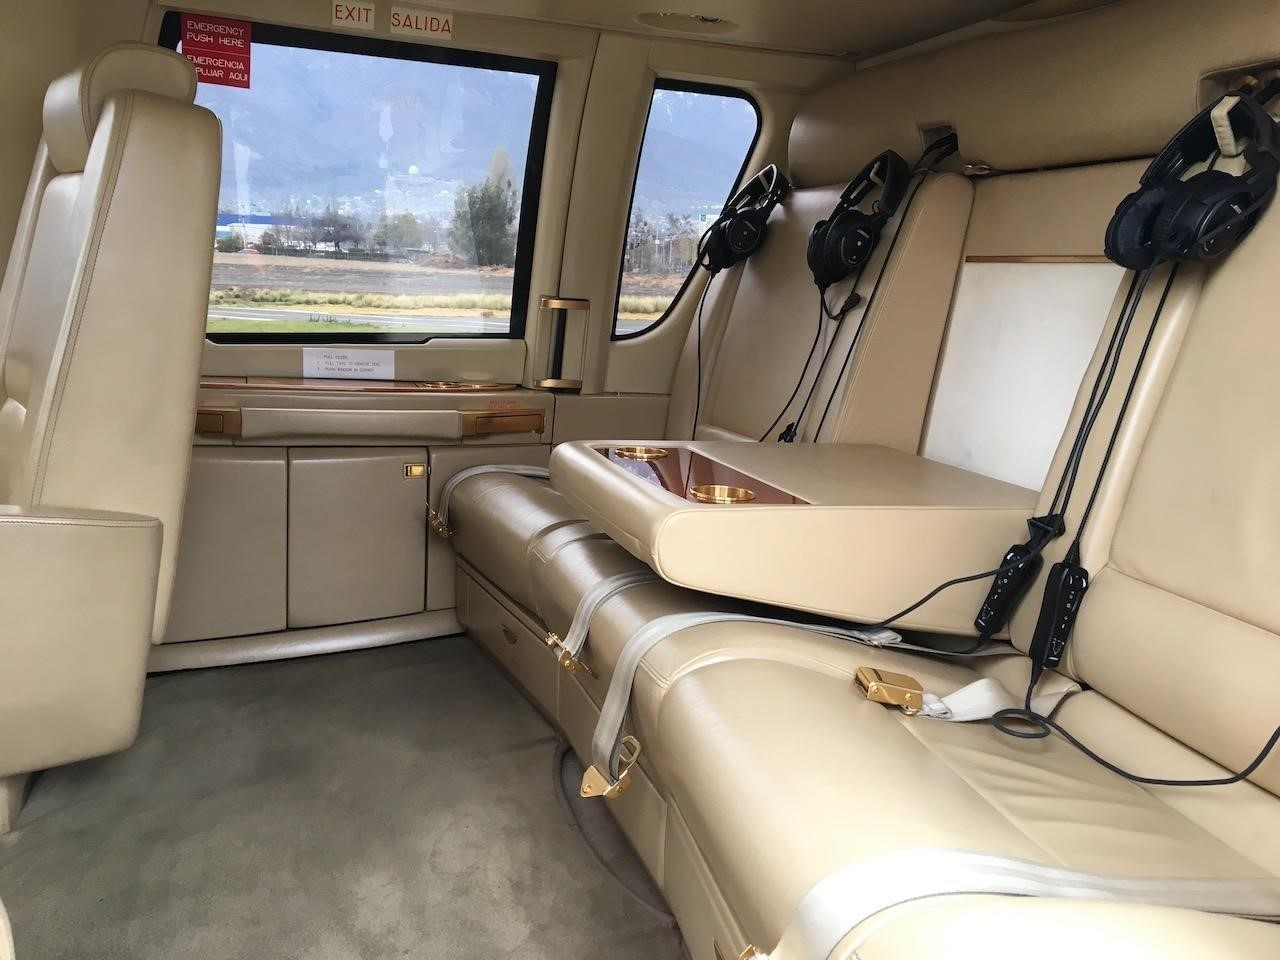 EXIT
SALIDA
EMERGENCY
PUSH HERE
EMERGENCIA
PUJAR AQUI
1. PULL COVER
2. PULL TAPE TO REMOVE SEAL
3. PUSH WINDOW IN CORNER